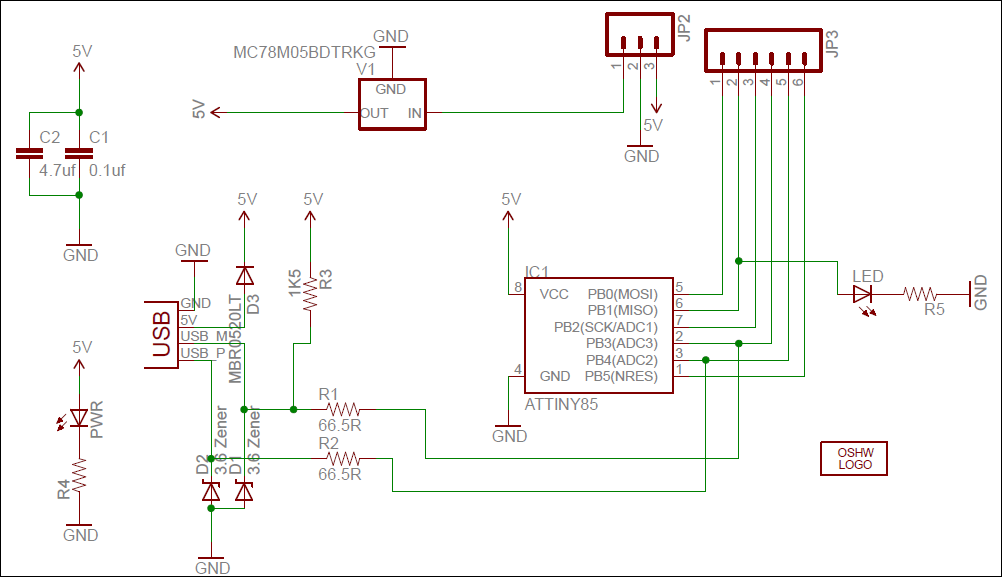 JP2
1
2
3
5V
GND
JP3
1
2
3
4
5
6
GND
MC78M05BDTRKG
V1
GND
OUT
IN
5V
5V
C2
C1
4.7uf
0.1uf
GND
5V
5V
5V
GND
USB
GND
5V
USB_M
USB_P
D3
MBR0520LT
1K5
R3
IC1
8
VCC
4
GND
PB0(MOSI)
5
PB1(MISO)
6
PB2(SCK/ADC1)
7
PB3(ADC3)
2
PB4(ADC2)
3
PB5(NRES)
1
ATTINY85
GND
LED
R5
GND
5V
PWR
R4
GND
R1
66.5R
R2
66.5R
D2
3.6 Zener
D1
3.6 Zener
GND
OSHW
LOGO